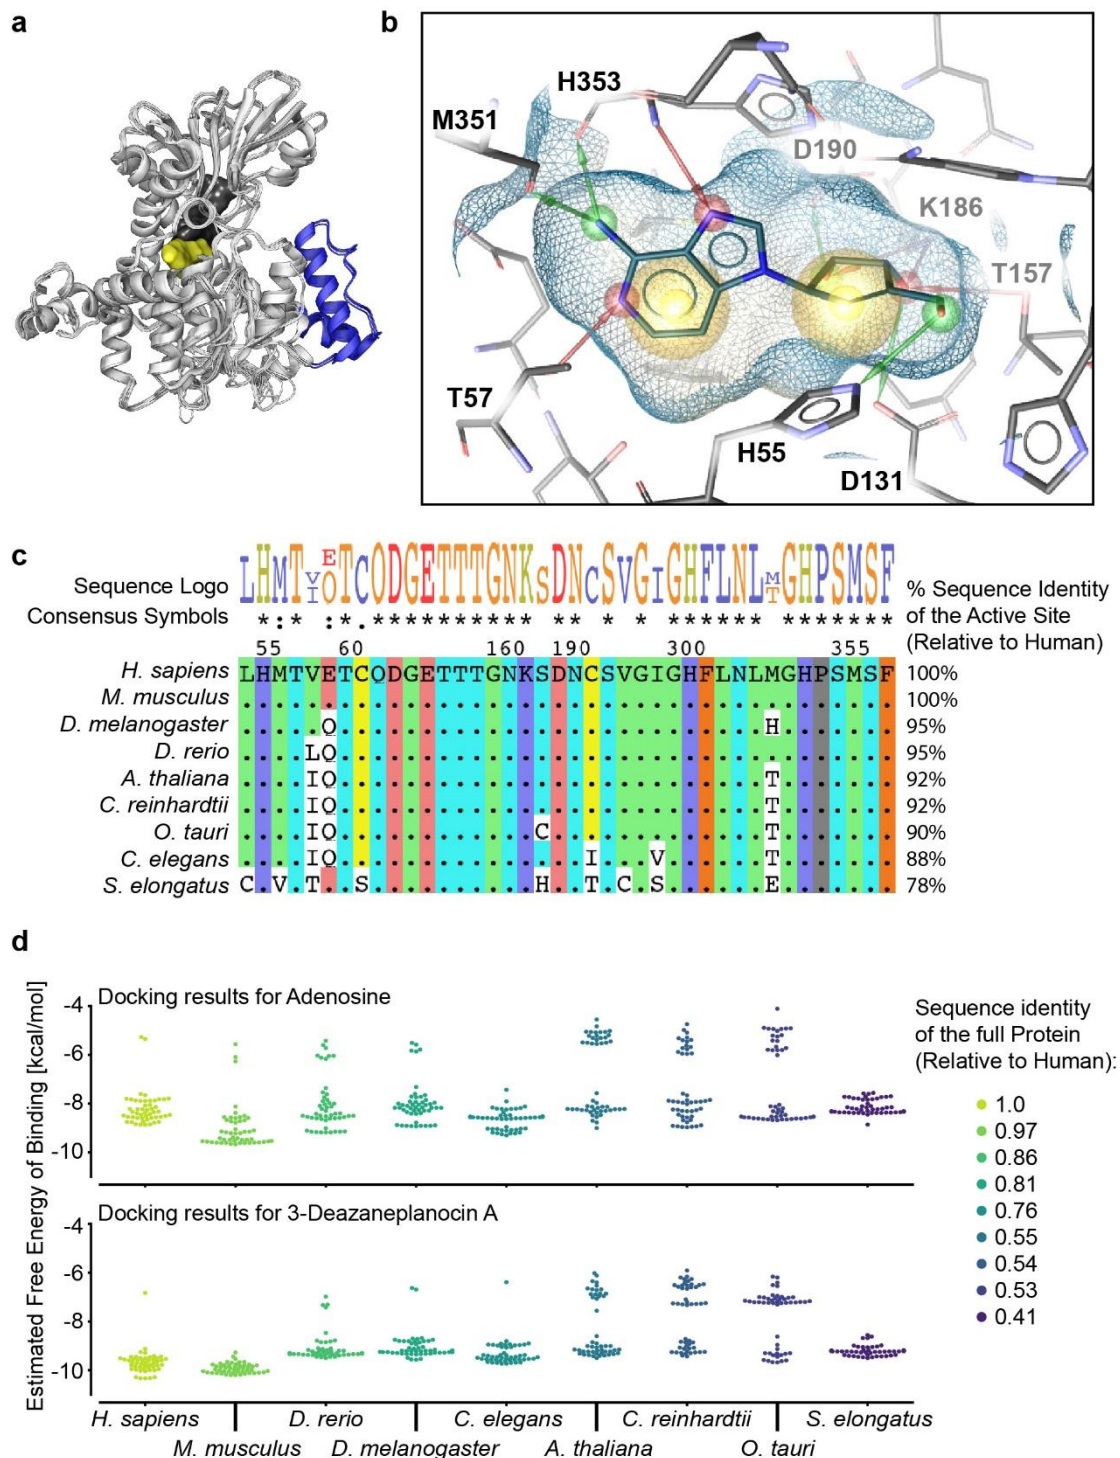 a
b
H353
M351
D190
K186
T157
T57
H55
D131
c
Sequence Logo
LHMTVETCQDGETTTGNKSDNCSVGIGHFLNLMGHPSMSF
IQ
T
Consensus Symbols
*:* :*.********** ** * * ****** *******
% Sequence Identity
of the Active Site
(Relative to Human)
55 60 160 190 300 355
H. sapiens LHMTVETCQDGETTTGNKSDNCSVGIGHFLNLMGHPSMSF 100%
M. musculus ........................................ 100%
D. melanogaster .....Q..........................H....... 95%
D. rerio ....LQ.................................. 95%
A. thaliana ....IQ..........................T....... 92%
C. reinhardtii ....IQ..........................T....... 92%
O. tauri ....IQ............C.............T....... 90%
C. elegans ....IQ...............I...V......T....... 88%
S. elongatus C.V.T..S..........H..T.C.S......E....... 78%
d
Estimated Free Energy of Binding [kcal/mol]
Docking results for Adenosine
-4
-6
-8
-10
Docking results for 3-Deazaneplanocin A
-4
-6
-8
-10
H. sapiens
M. musculus
D. rerio
D. melanogaster
C. elegans
A. thaliana
C. reinhardtii
O. tauri
S. elongatus
Sequence identity
of the full Protein
(Relative to Human):
1.0
0.97
0.86
0.81
0.76
0.55
0.54
0.53
0.41